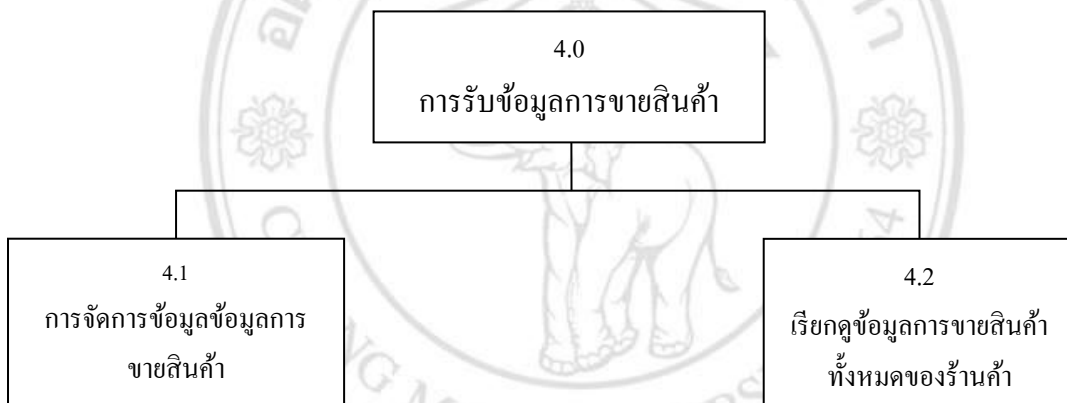 4.0
การรับข้อมูลการขายสินค้า
4.1
การจัดการข้อมูลข้อมูลการ
ขายสินค้า
4.2
เรียกดูข้อมูลการขายสินค้า
ทั้งหมดของร้านค้า